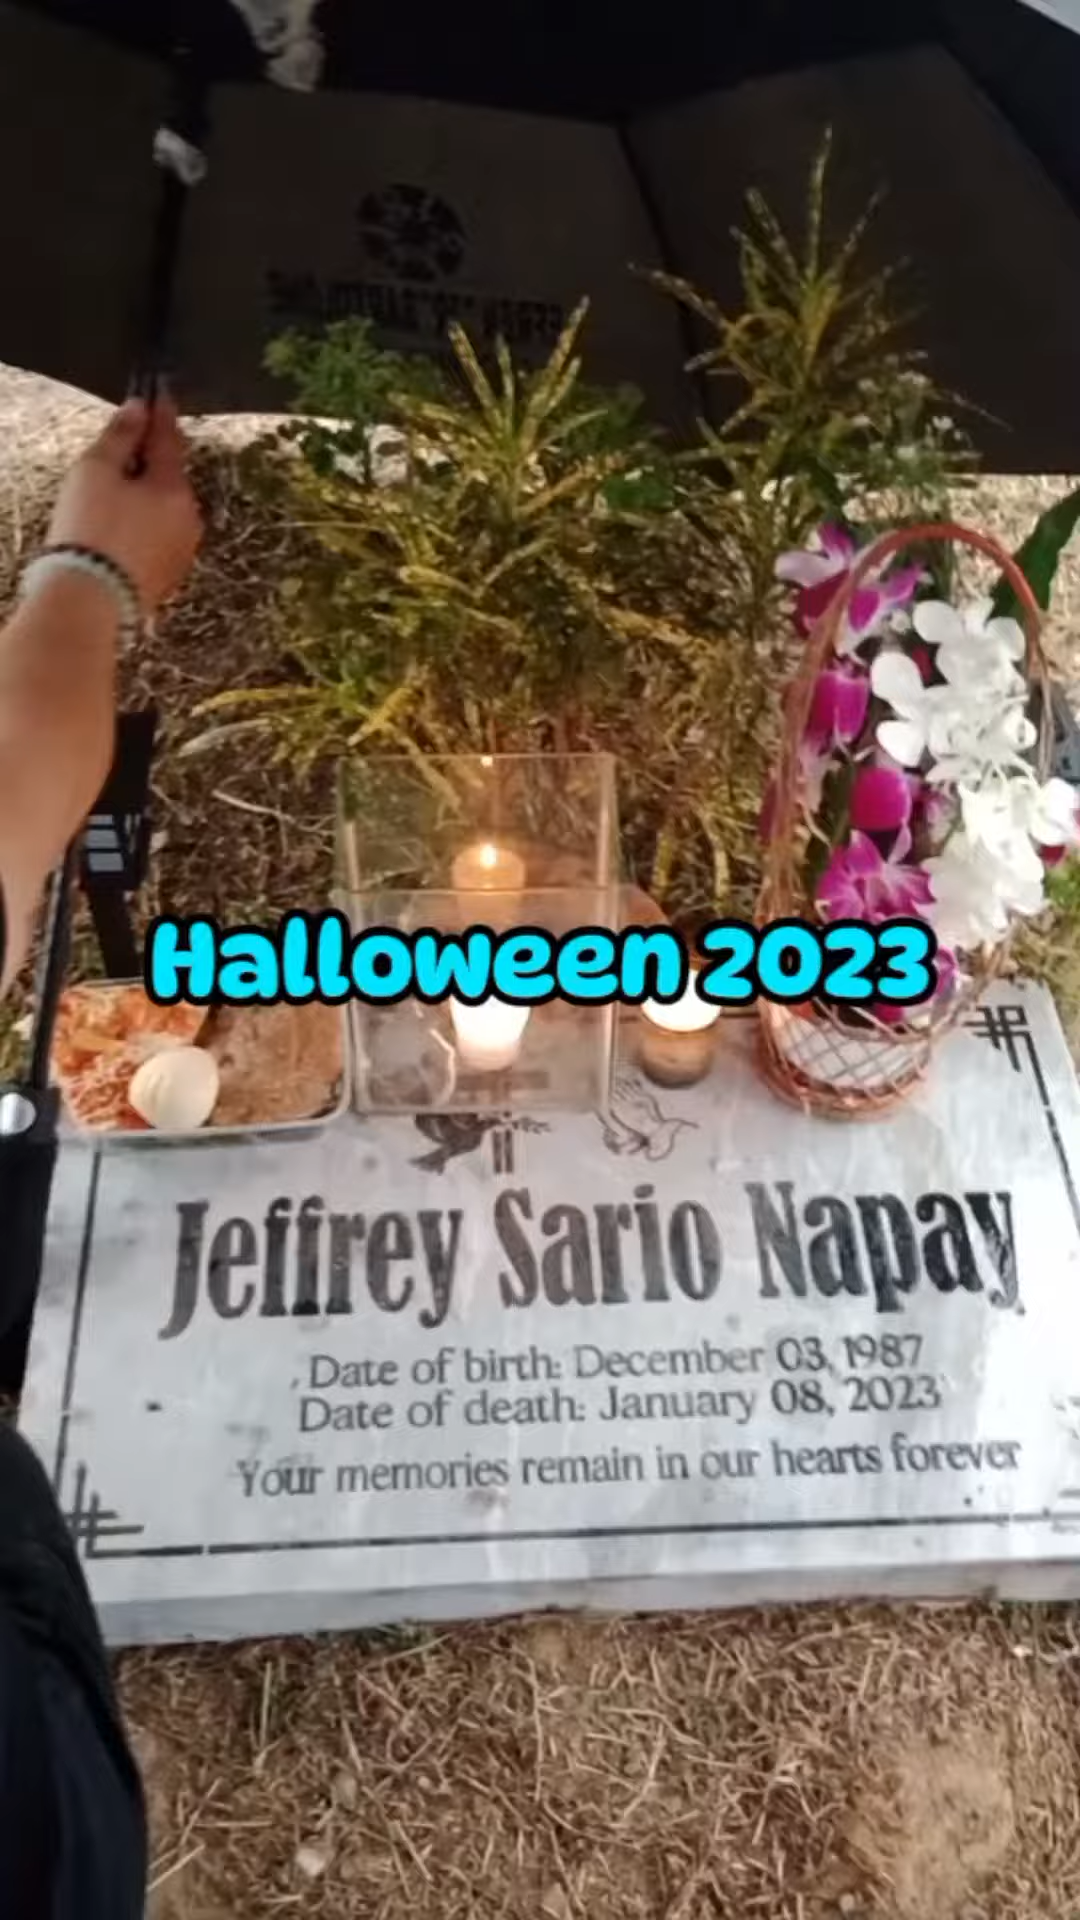 Halloween 2023
Jeffrey Sario Napay
Date of birth: December 03, 1987
Date of death: January 08, 2023
Your memories remain in our hearts forever